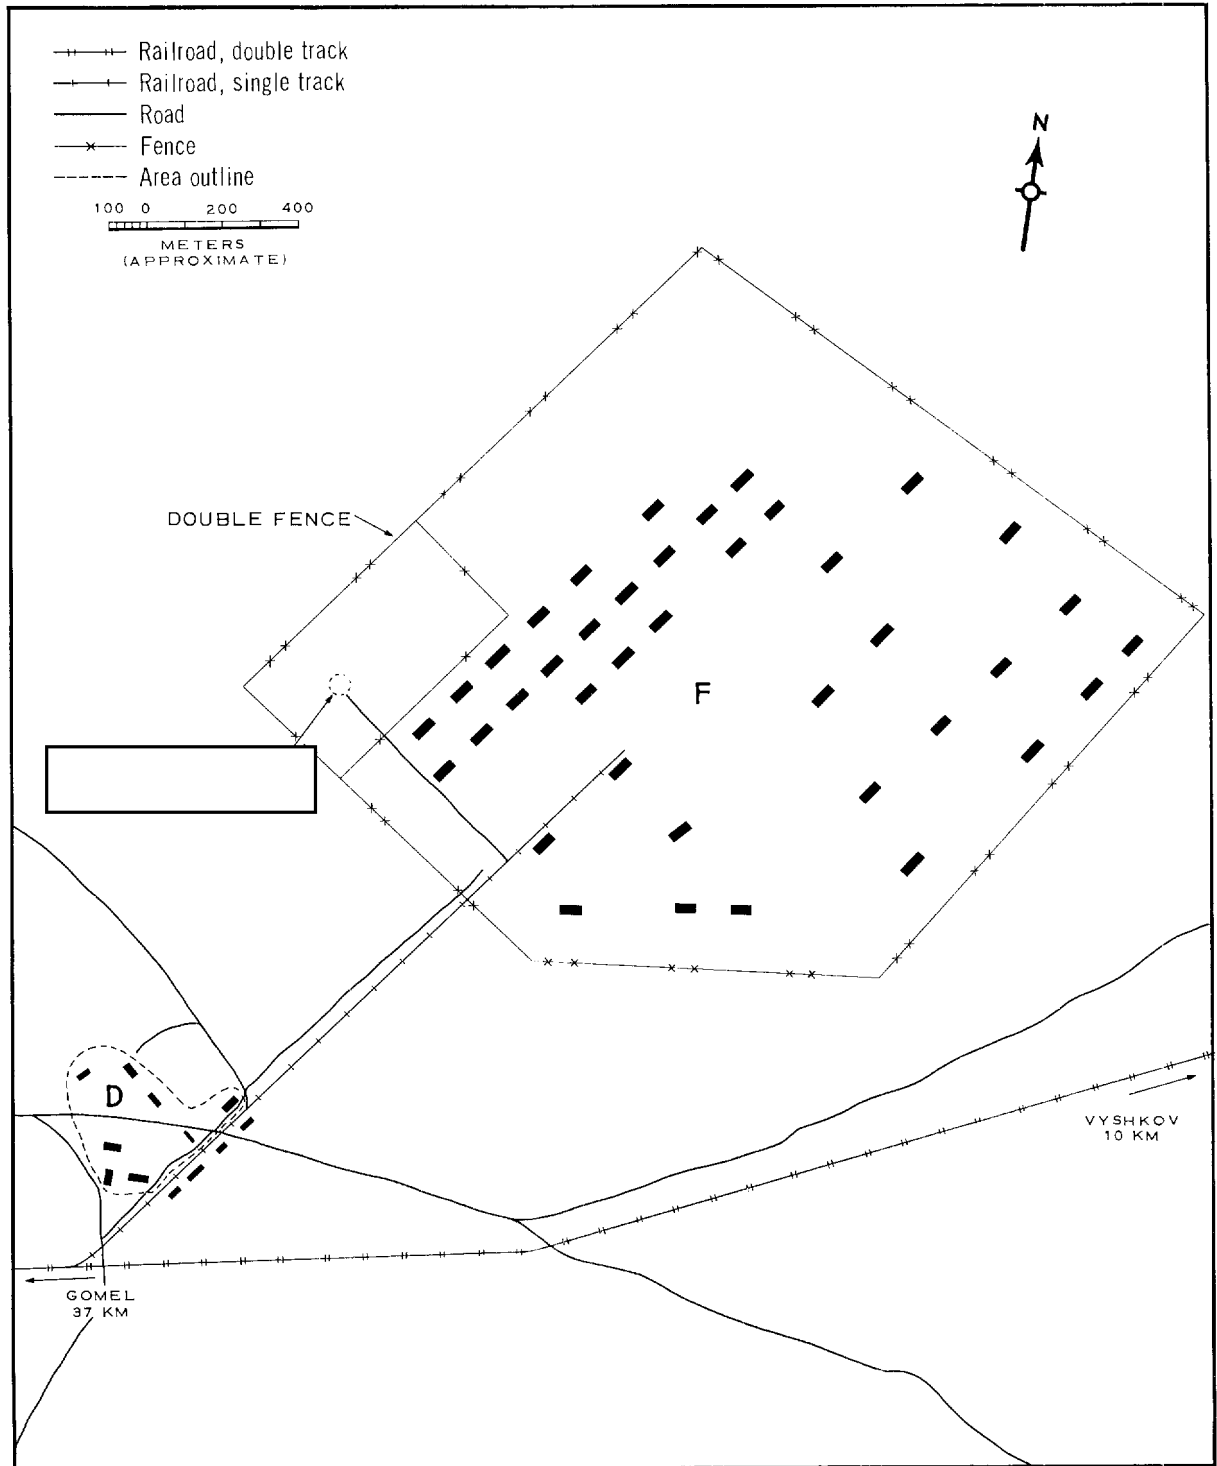 Railroad, double track
Railroad, single track
Road
Fence
Area outline
100 0 200 400
METERS
(APPROXIMATE)
N
DOUBLE FENCE
F
D
VYSHKOV
10 KM
GOMEL
37 KM